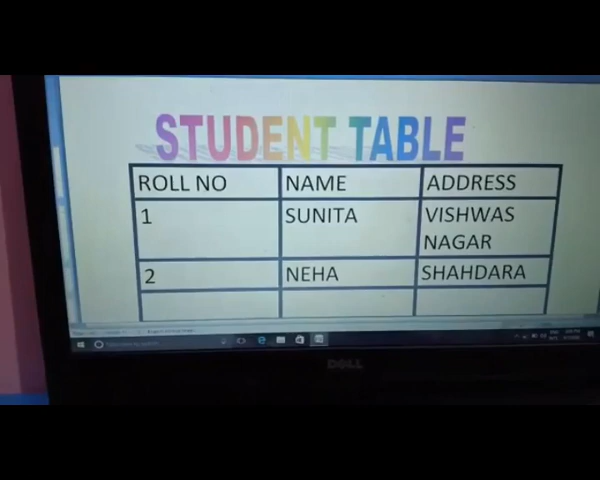 STUDENT TABLE
ROLL NO NAME ADDRESS
1 SUNITA VISHWAS
NAGAR
2 NEHA SHAHDARA
DELL